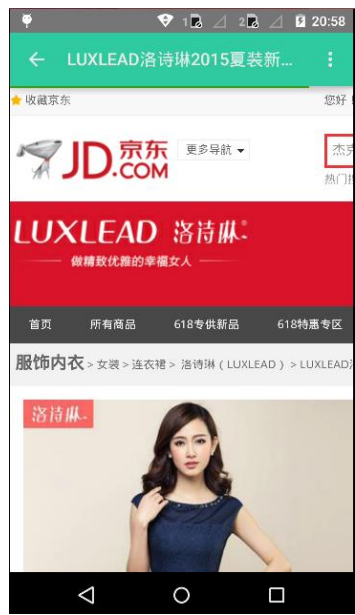 1 2 20:58
LUXLEAD洛诗琳2015夏装新...
收藏京东 您好
JD.京东 更多导航
.COM
热门
LUXLEAD 洛诗琳
做精致优雅的幸福女人
首页 所有商品 618专供新品 618特惠专区
服饰内衣 > 女装 > 连衣裙 > 洛诗琳（LUXLEAD） > LUXLEAD
洛诗琳